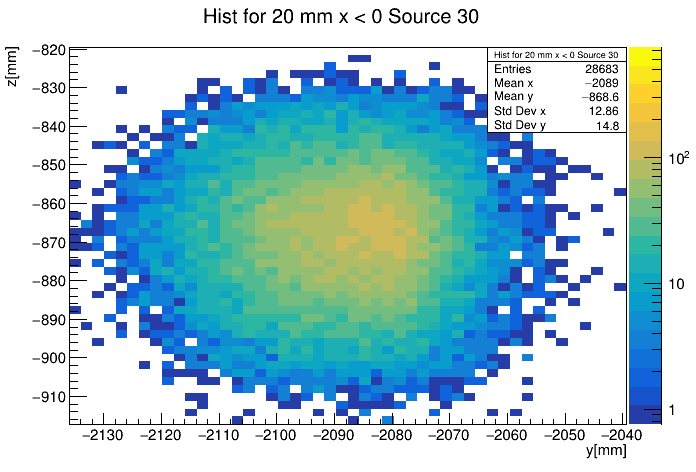 Hist for 20 mm x < 0 Source 30
z[mm]
Hist for 20 mm x < 0 Source 30
Entries 28683
Mean x −2089
Mean y −868.6
Std Dev x 12.86
Std Dev y 14.8
−820
−830
−840
−850
−860
−870
−880
−890
−900
−910
10²
10
1
−2130 −2120 −2110 −2100 −2090 −2080 −2070 −2060 −2050 −2040
y[mm]